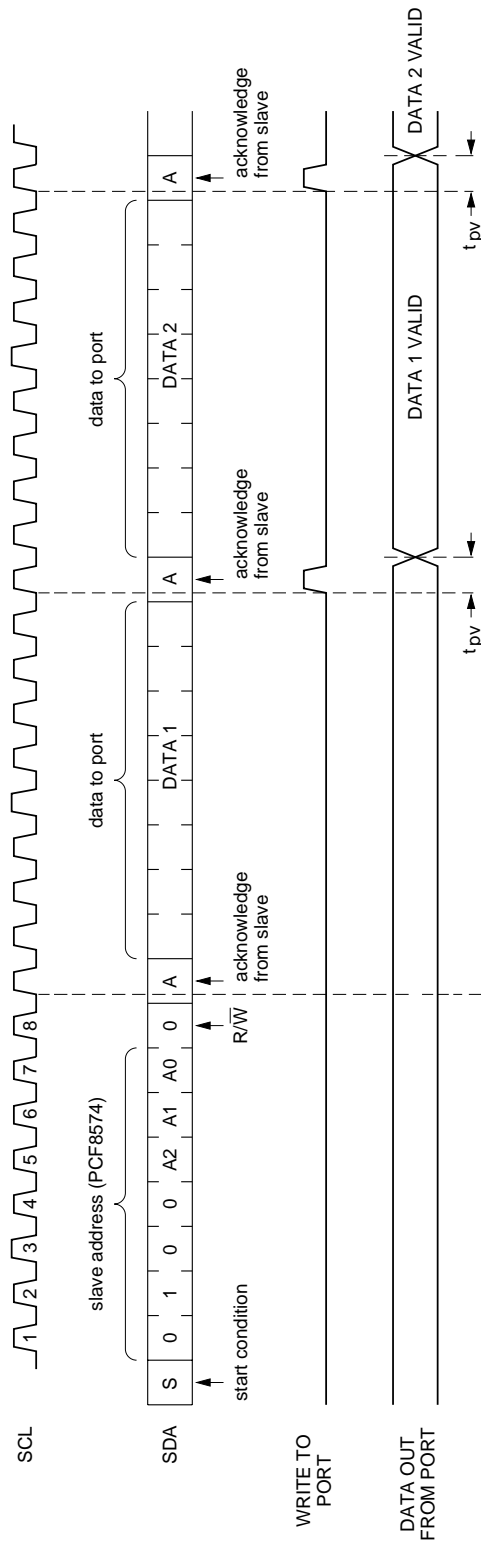 SCL
1 2 3 4 5 6 7 8
slave address (PCF8574)
data to port
data to port
SDA
S 0 1 0 0 A2 A1 A0 0 A DATA 1 A DATA 2 A
start condition
R/W̅
acknowledge
from slave
acknowledge
from slave
acknowledge
from slave
WRITE TO
PORT
DATA OUT
FROM PORT
DATA 1 VALID
DATA 2 VALID
tpv
tpv